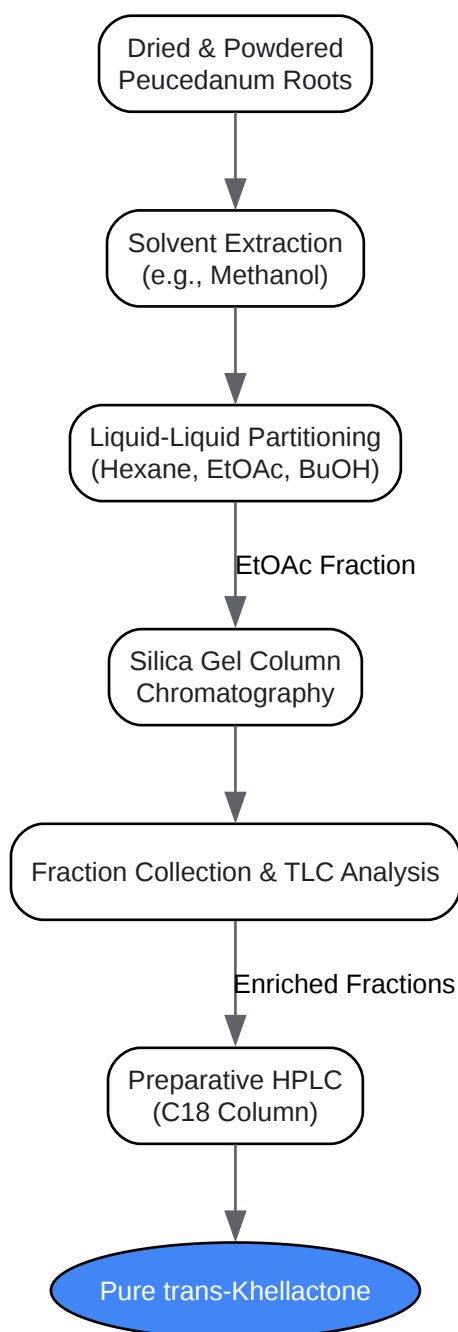 Dried & Powdered
Peucedanum Roots
Solvent Extraction
(e.g., Methanol)
Liquid-Liquid Partitioning
(Hexane, EtOAc, BuOH)
EtOAc Fraction
Silica Gel Column
Chromatography
Fraction Collection & TLC Analysis
Enriched Fractions
Preparative HPLC
(C18 Column)
Pure trans-Khellactone